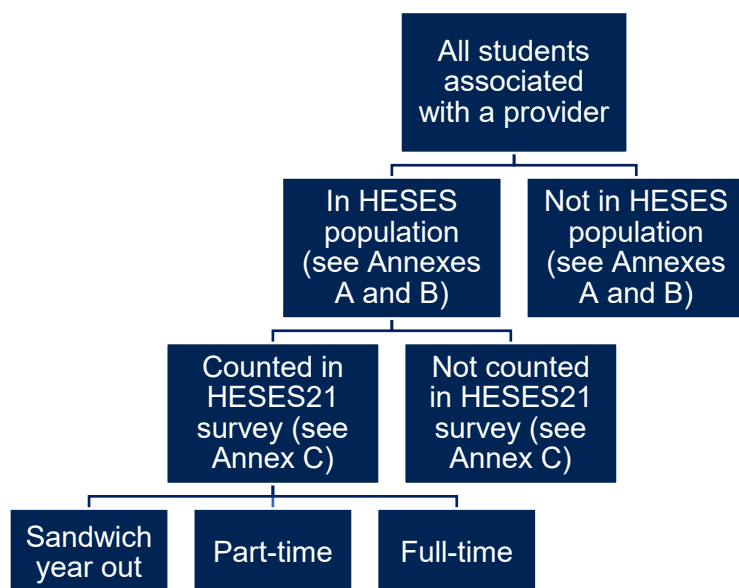 All students
associated
with a provider
In HESES
population
(see Annexes
A and B)
Not in HESES
population
(see Annexes
A and B)
Counted in
HESES21
survey (see
Annex C)
Not counted
in HESES21
survey (see
Annex C)
Sandwich
year out
Part-time
Full-time